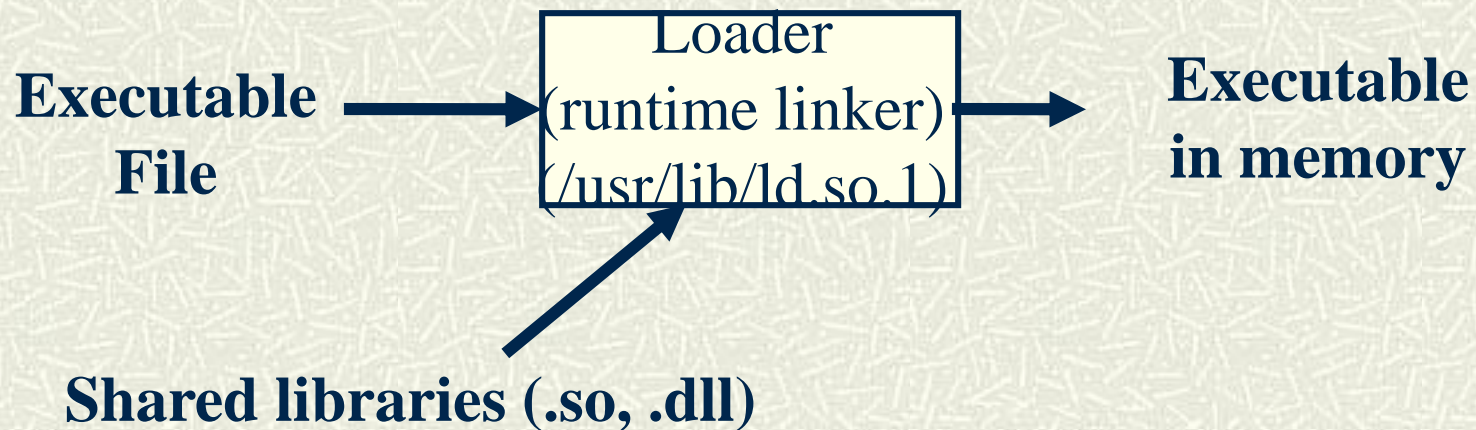 Executable
File
Loader
(runtime linker)
(/usr/lib/ld.so.1)
Executable
in memory
Shared libraries (.so, .dll)